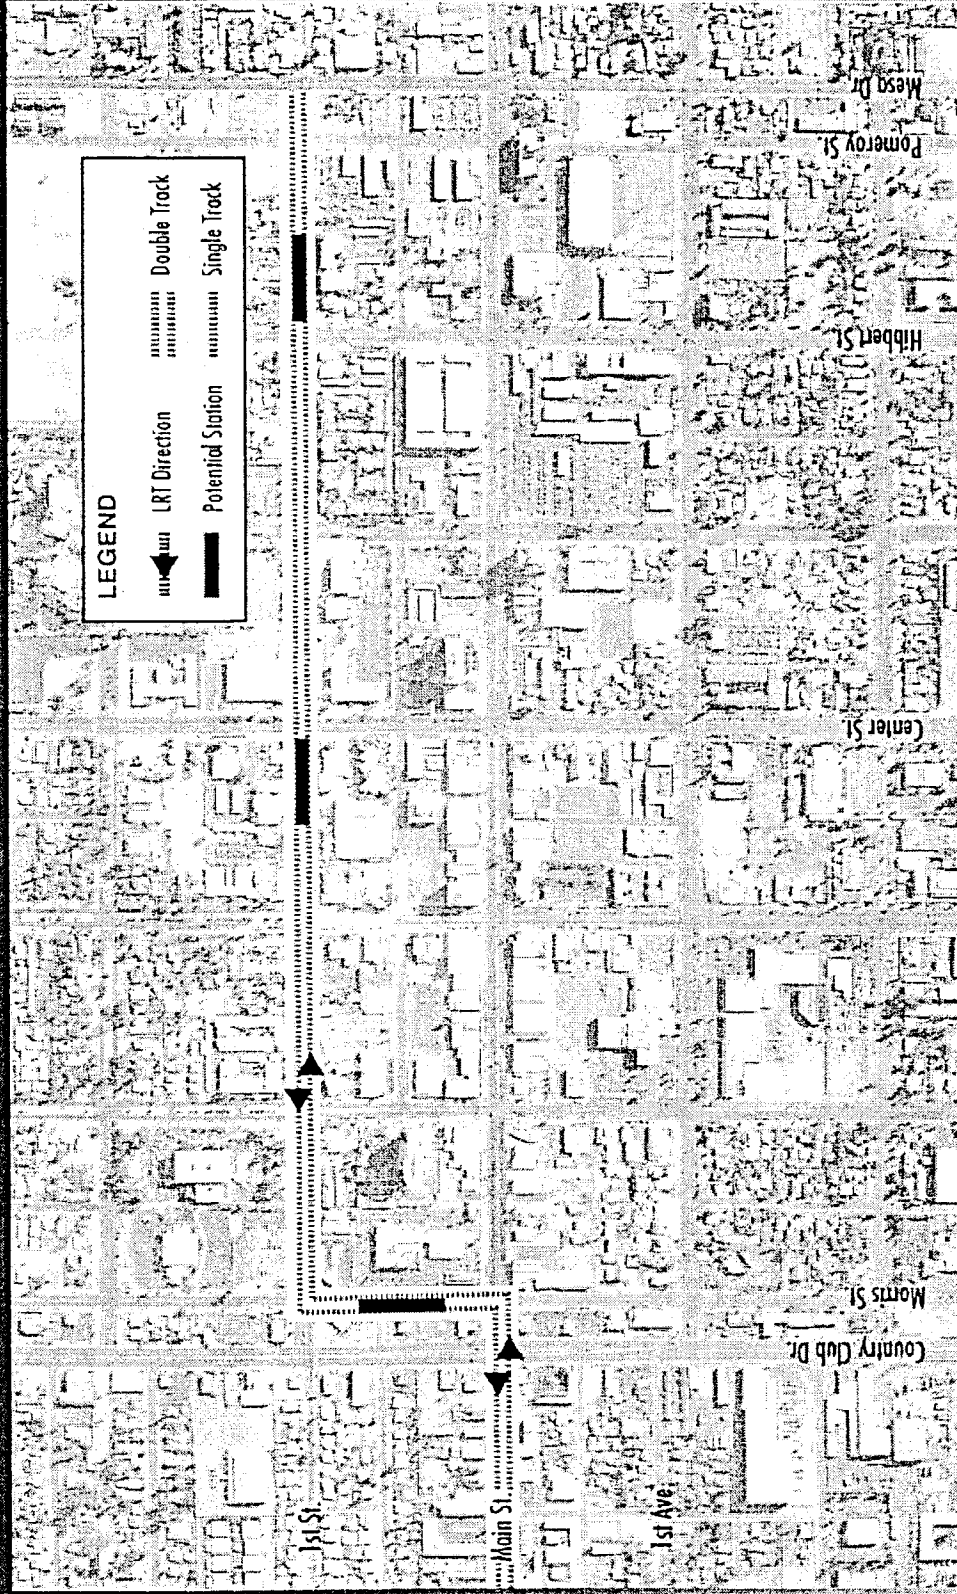 LEGEND
LRT Direction
Double Track
Potential Station
Single Track
1st St.
Main St
1st Ave.
Country Club Dr.
Morris St
Center St
Hibbert St
Pomeroy St
Mesa Dr